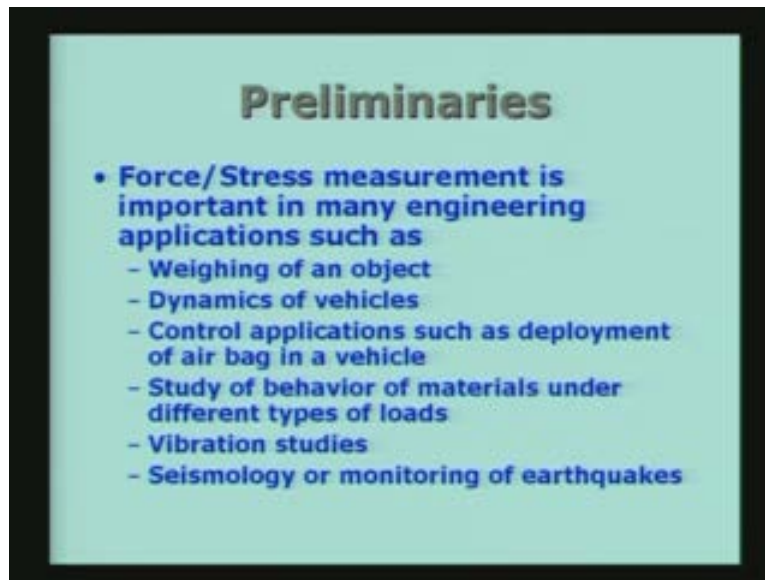 Preliminaries
• Force/Stress measurement is
important in many engineering
applications such as
– Weighing of an object
– Dynamics of vehicles
– Control applications such as deployment
of air bag in a vehicle
– Study of behavior of materials under
different types of loads
– Vibration studies
– Seismology or monitoring of earthquakes